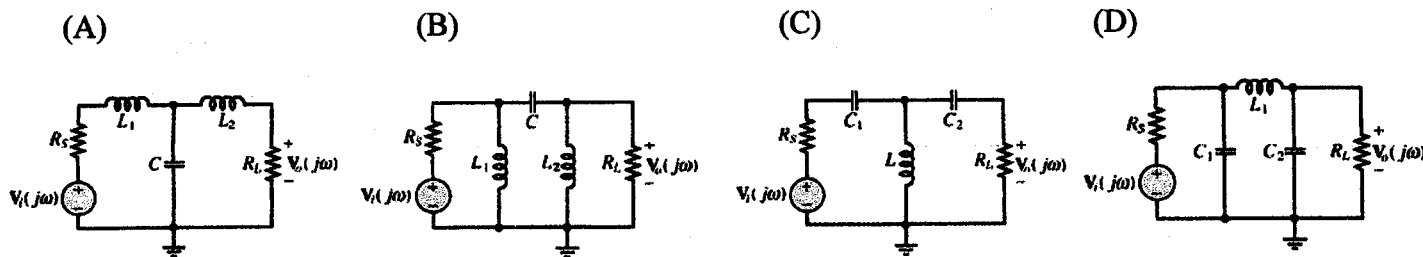 (A)
R_S
V_i(jω)
L_1
C
L_2
R_L
+
V_o(jω)
−
(B)
R_S
V_i(jω)
L_1
C
L_2
R_L
+
V_o(jω)
−
(C)
R_S
V_i(jω)
C_1
L
C_2
R_L
+
V_o(jω)
−
(D)
R_S
V_i(jω)
C_1
L_1
C_2
R_L
+
V_o(jω)
−